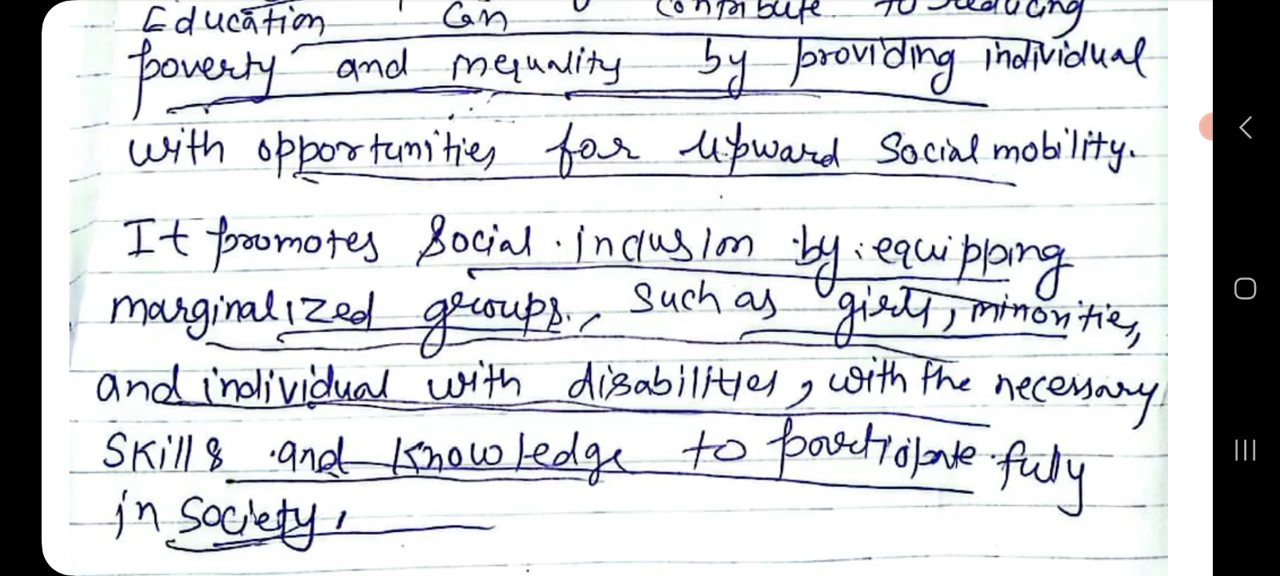 Education can contribute to reducing
poverty and inequality by providing individual
with opportunities for upward social mobility.
It promotes social inclusion by equipping
marginalized groups, such as girls, minorities,
and individual with disabilities, with the necessary
skills and knowledge to participate fully
in society,